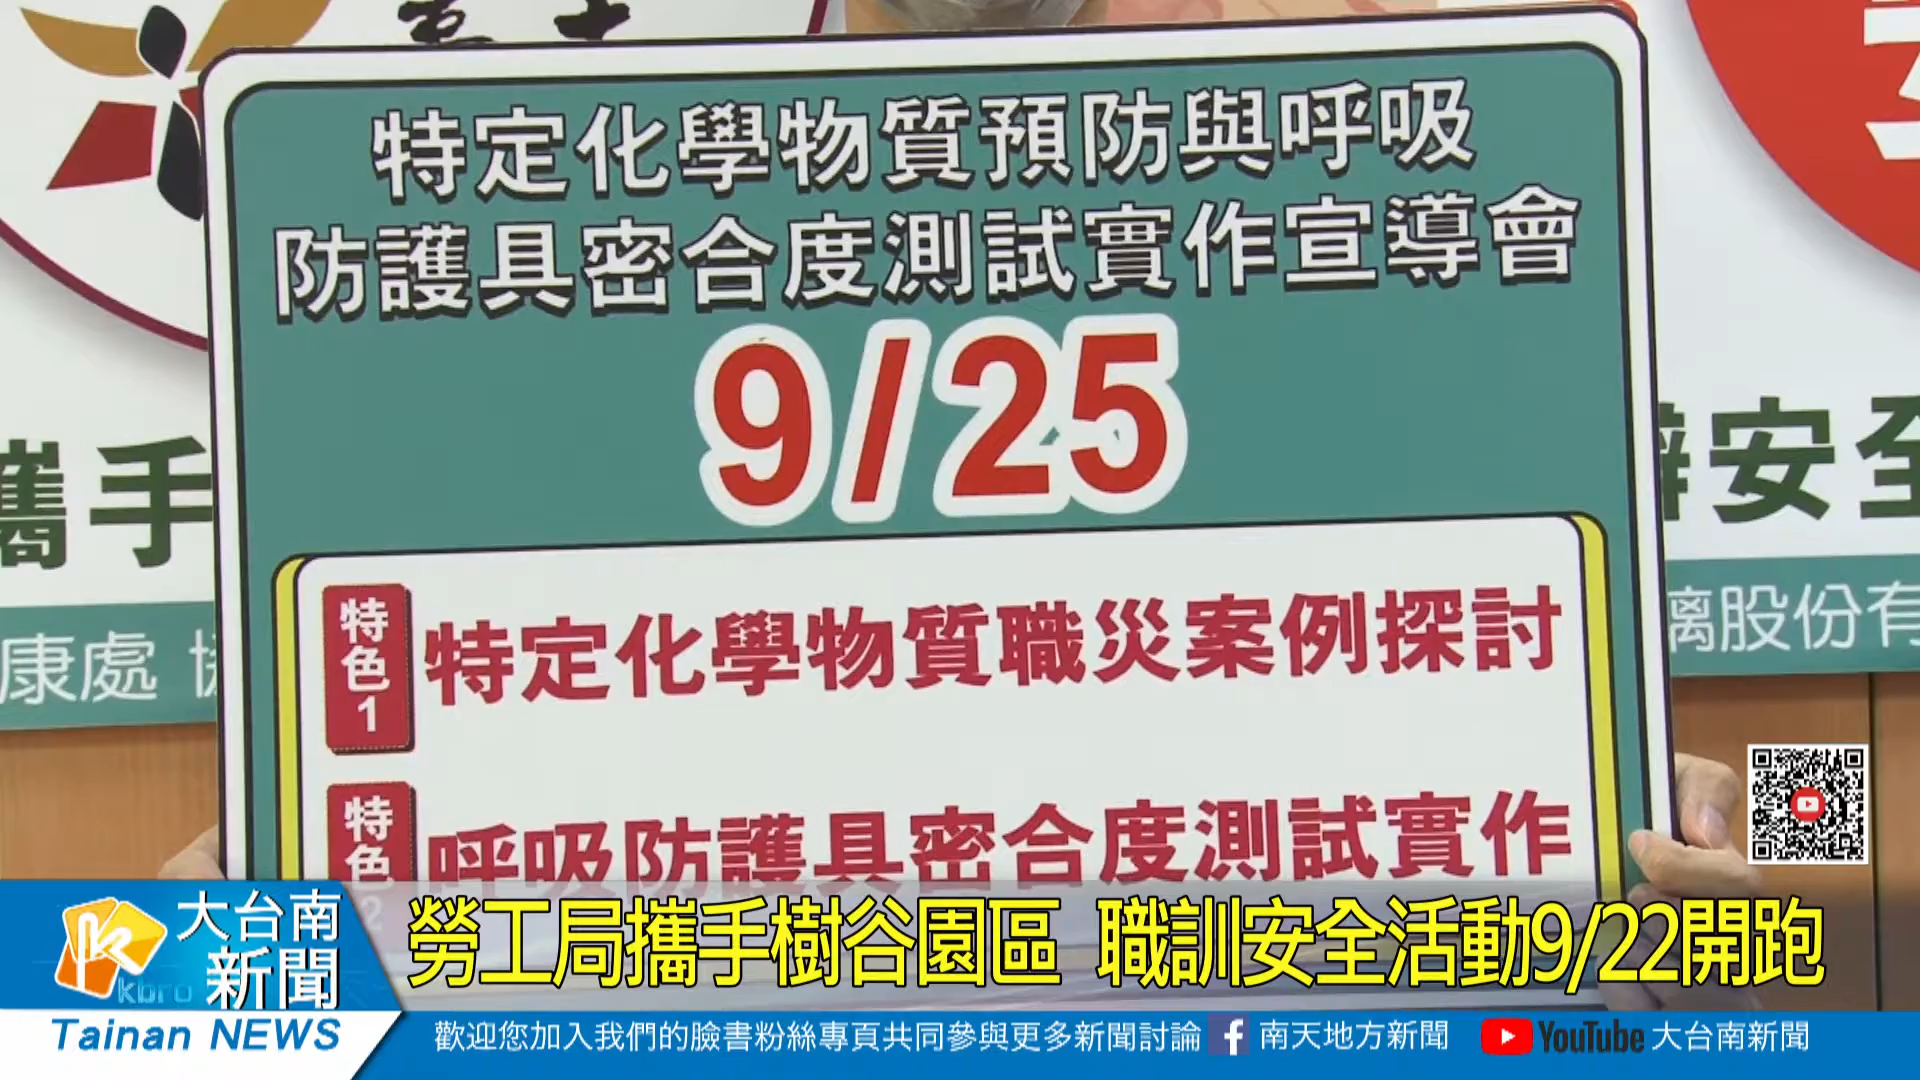 特定化學物質預防與呼吸
防護具密合度測試實作宣導會
9/25
攜手
辦安全
康處 協
璃股份有
特色1 特定化學物質職災案例探討
特色2 呼吸防護具密合度測試實作
大台南新聞
kbro
Tainan NEWS
勞工局攜手樹谷園區 職訓安全活動9/22開跑
歡迎您加入我們的臉書粉絲專頁共同參與更多新聞討論 南天地方新聞 YouTube 大台南新聞